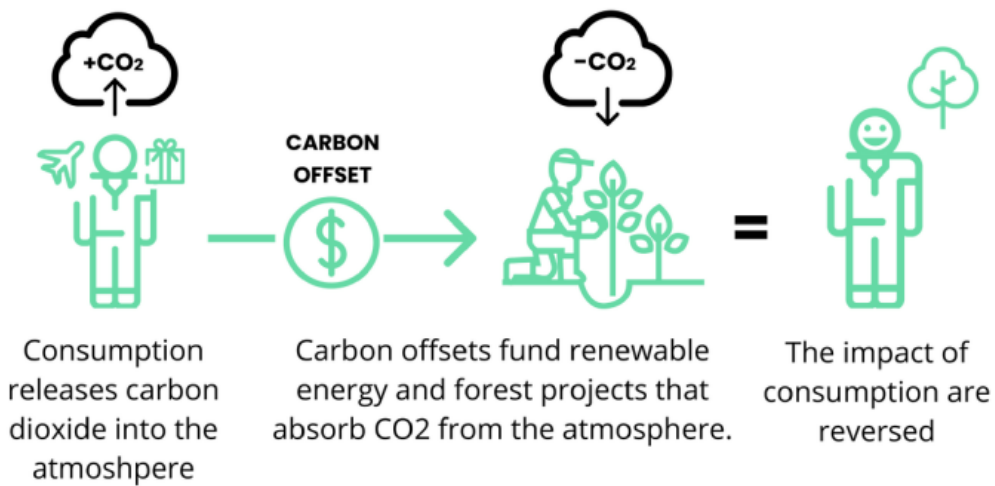 +CO2
-CO2
CARBON
OFFSET
$
=
Consumption
releases carbon
dioxide into the
atmoshpere
Carbon offsets fund renewable
energy and forest projects that
absorb CO2 from the atmosphere.
The impact of
consumption are
reversed